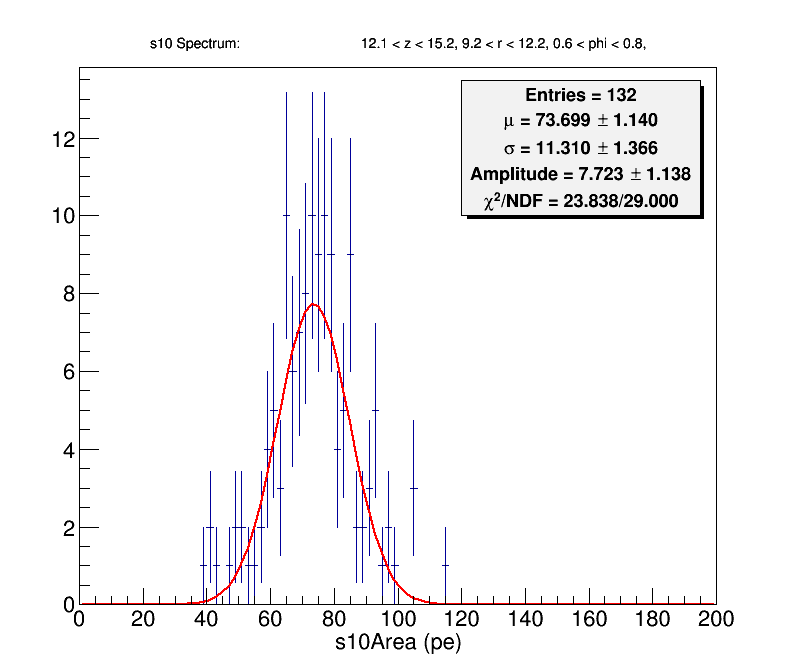 s10 Spectrum: 12.1 < z < 15.2, 9.2 < r < 12.2, 0.6 < phi < 0.8,
Entries = 132
μ = 73.699 ± 1.140
σ = 11.310 ± 1.366
Amplitude = 7.723 ± 1.138
χ²/NDF = 23.838/29.000
12
10
8
6
4
2
0
0 20 40 60 80 100 120 140 160 180 200
s10Area (pe)